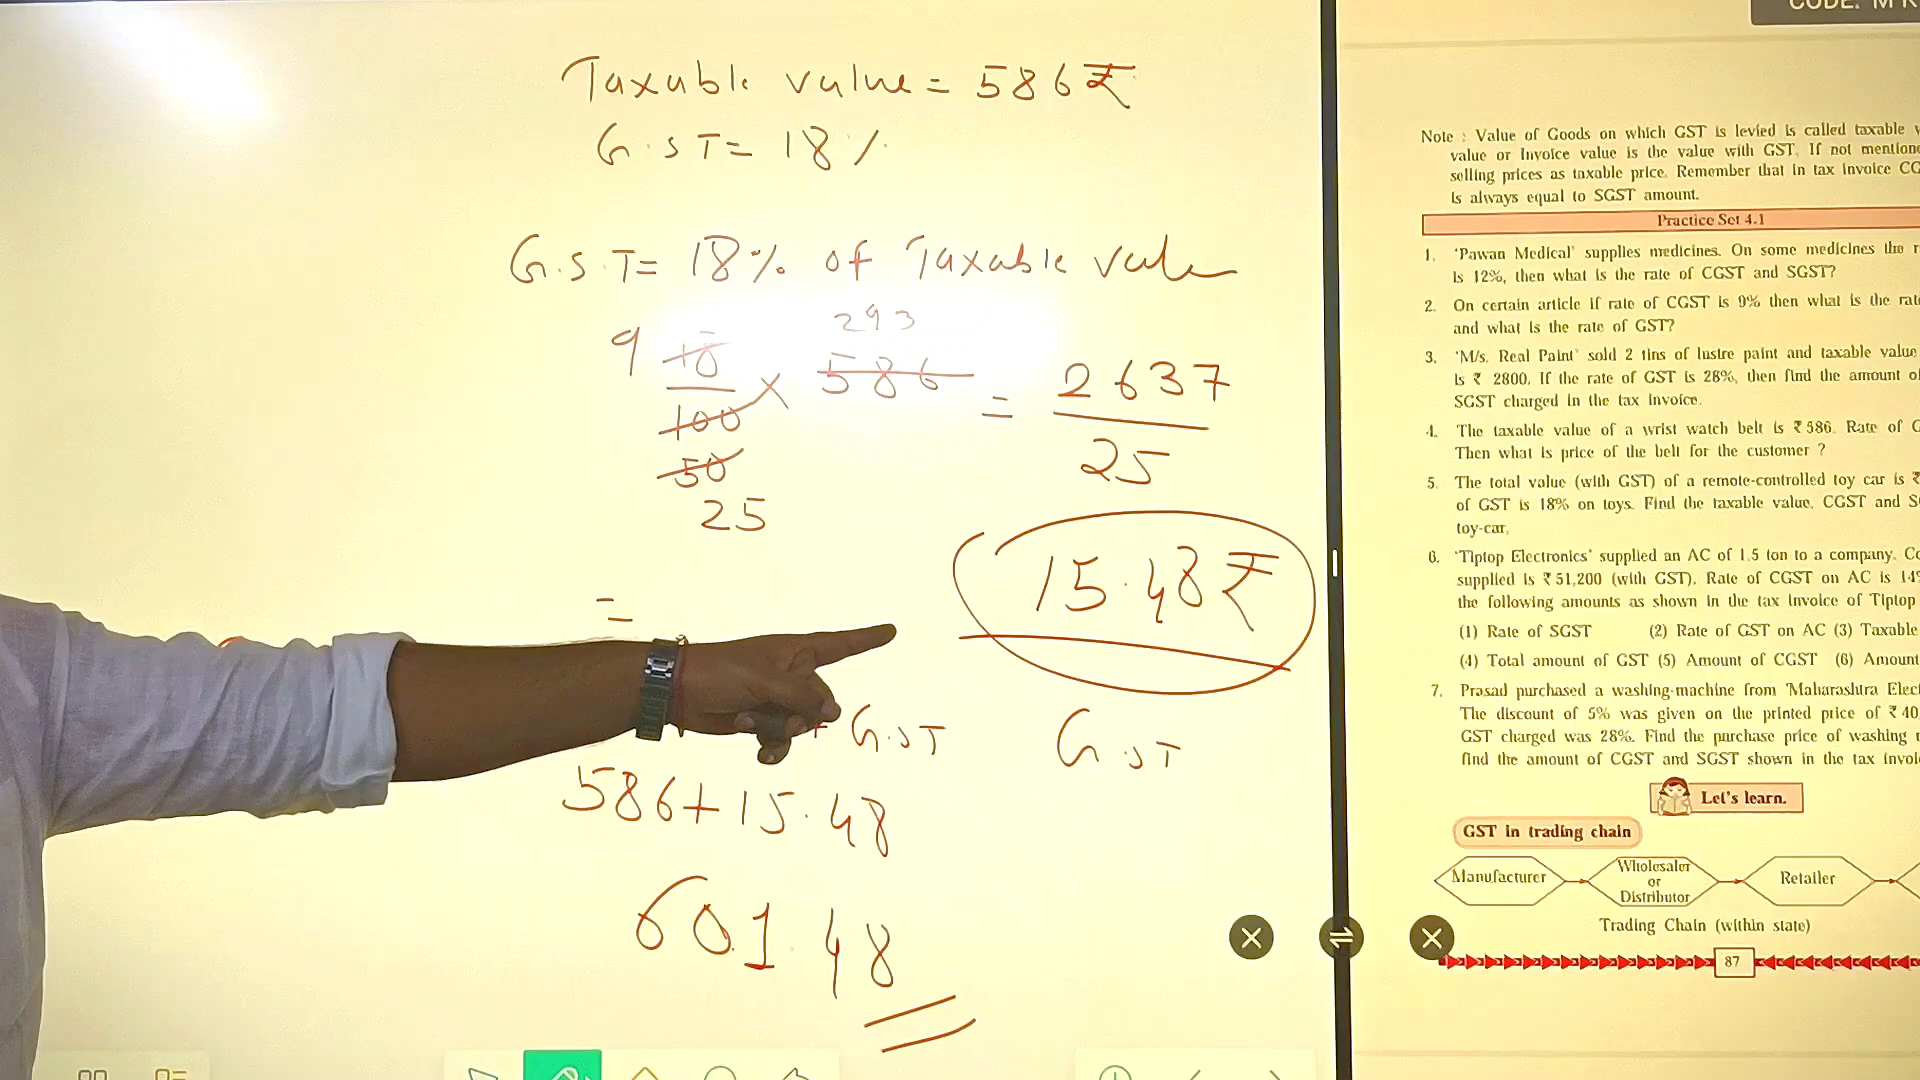 Taxable value = 586₹
G.S T = 18%
G.S.T = 18% of Taxable value
293
9 18
100 × 586 = 2637
50 25
25
= 15.48₹
+ G.ST GST
586+15.48
601.48
CODE: M
Note : Value of Goods on which GST is levied is called taxable
value or Invoice value is the value with GST. If not mention
selling prices as taxable price. Remember that in tax invoice CG
is always equal to SGST amount.
Practice Set 4.1
1. 'Pawan Medical' supplies medicines. On some medicines the
is 12%, then what is the rate of CGST and SGST?
2. On certain article if rate of CGST is 9% then what is the rat
and what is the rate of GST?
3. 'M/s. Real Paint' sold 2 tins of lustre paint and taxable value
is ₹ 2800. If the rate of GST is 28%, then find the amount of
SGST charged in the tax invoice.
4. The taxable value of a wrist watch belt is ₹ 586. Rate of G
Then what is price of the belt for the customer ?
5. The total value (with GST) of a remote-controlled toy car is ₹
of GST is 18% on toys. Find the taxable value, CGST and S
toy-car.
6. 'Tiptop Electronics' supplied an AC of 1.5 ton to a company. Co
supplied is ₹ 51,200 (with GST). Rate of CGST on AC is 14%
the following amounts as shown in the tax invoice of Tiptop
(1) Rate of SGST (2) Rate of GST on AC (3) Taxable
(4) Total amount of GST (5) Amount of CGST (6) Amount
7. Prasad purchased a washing-machine from 'Maharashtra Elec
The discount of 5% was given on the printed price of ₹ 40
GST charged was 28%. Find the purchase price of washing
find the amount of CGST and SGST shown in the tax invoi
Let's learn.
GST in trading chain
Manufacturer Wholesaler or Distributor Retailer
Trading Chain (within state)
87